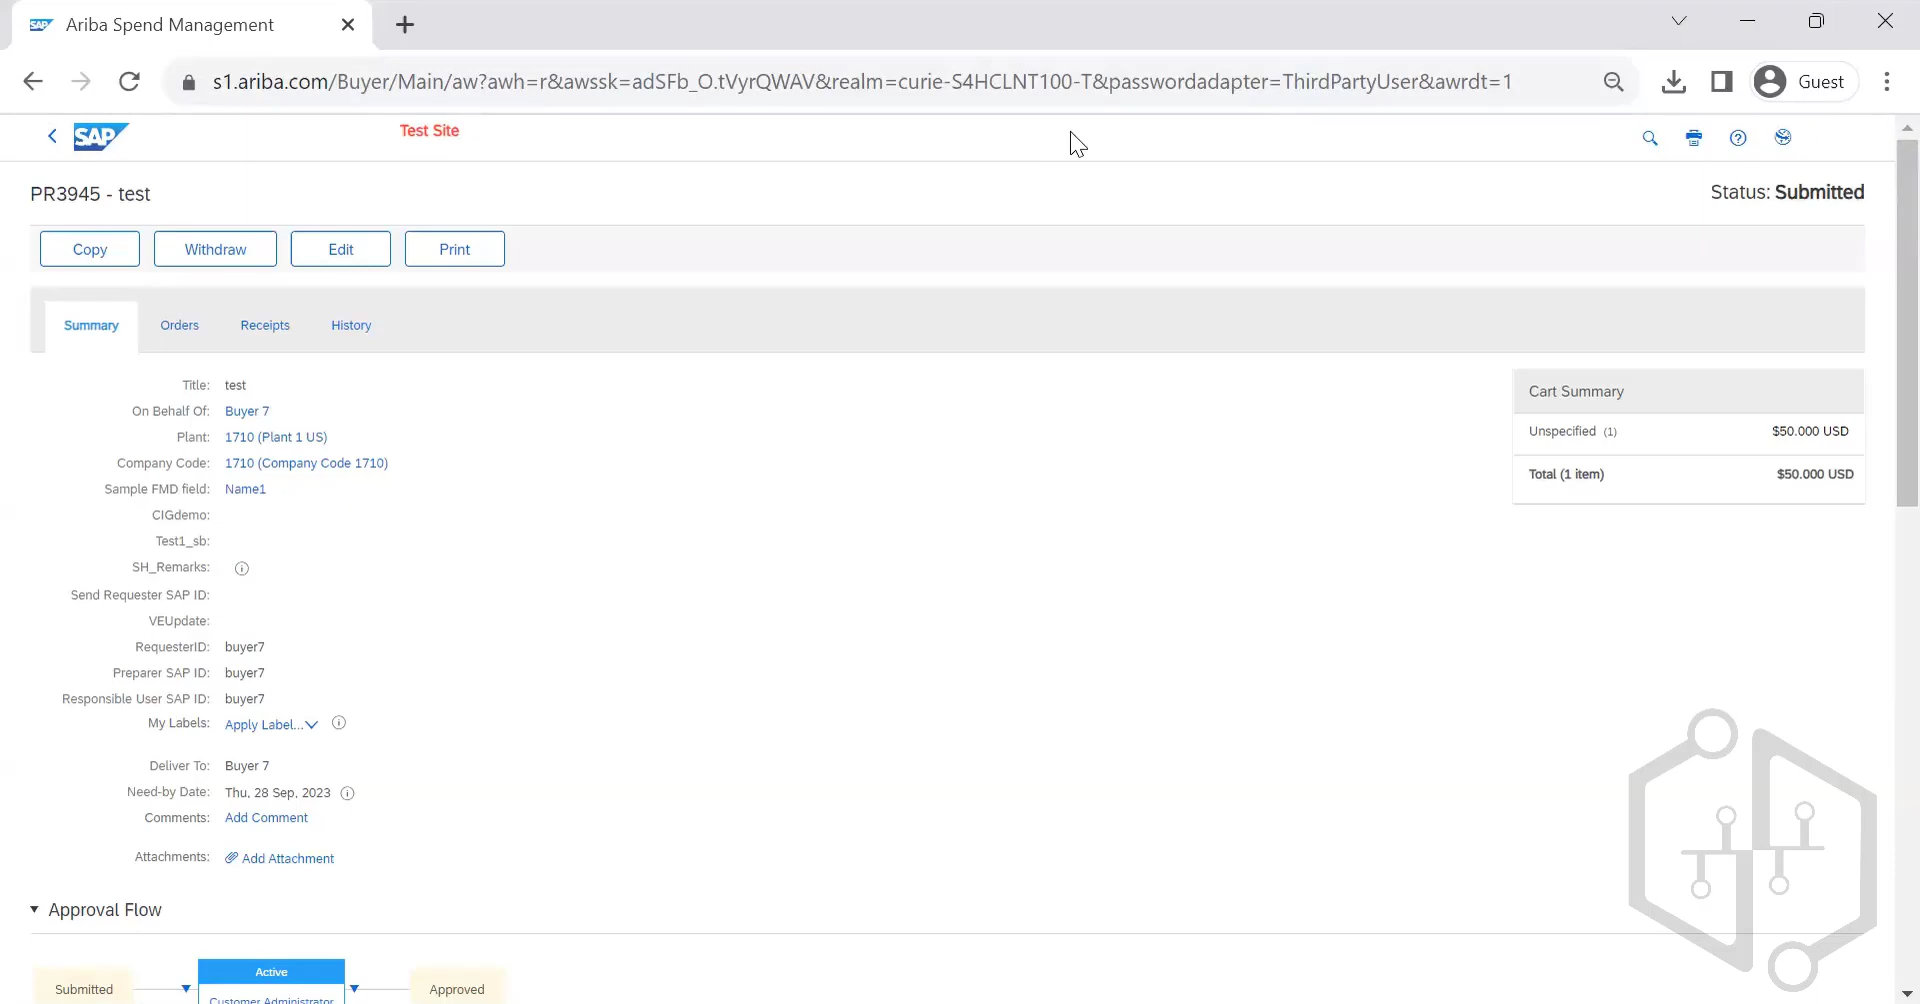 Ariba Spend Management
s1.ariba.com/Buyer/Main/aw?awh=r&awssk=adSFb_O.tVyrQWAV&realm=curie-S4HCLNT100-T&passwordadapter=ThirdPartyUser&awrdt=1
Guest
SAP
Test Site
PR3945 - test
Status: Submitted
Copy Withdraw Edit Print
Summary Orders Receipts History
Title: test
On Behalf Of: Buyer 7
Plant: 1710 (Plant 1 US)
Company Code: 1710 (Company Code 1710)
Sample FMD field: Name1
CIGdemo:
Test1_sb:
SH_Remarks:
Send Requester SAP ID:
VEUpdate:
RequesterID: buyer7
Preparer SAP ID: buyer7
Responsible User SAP ID: buyer7
My Labels: Apply Label...
Deliver To: Buyer 7
Need-by Date: Thu, 28 Sep, 2023
Comments: Add Comment
Attachments: Add Attachment
Cart Summary
Unspecified (1) $50.000 USD
Total (1 item) $50.000 USD
Approval Flow
Active
Submitted
Customer Administrator
Approved